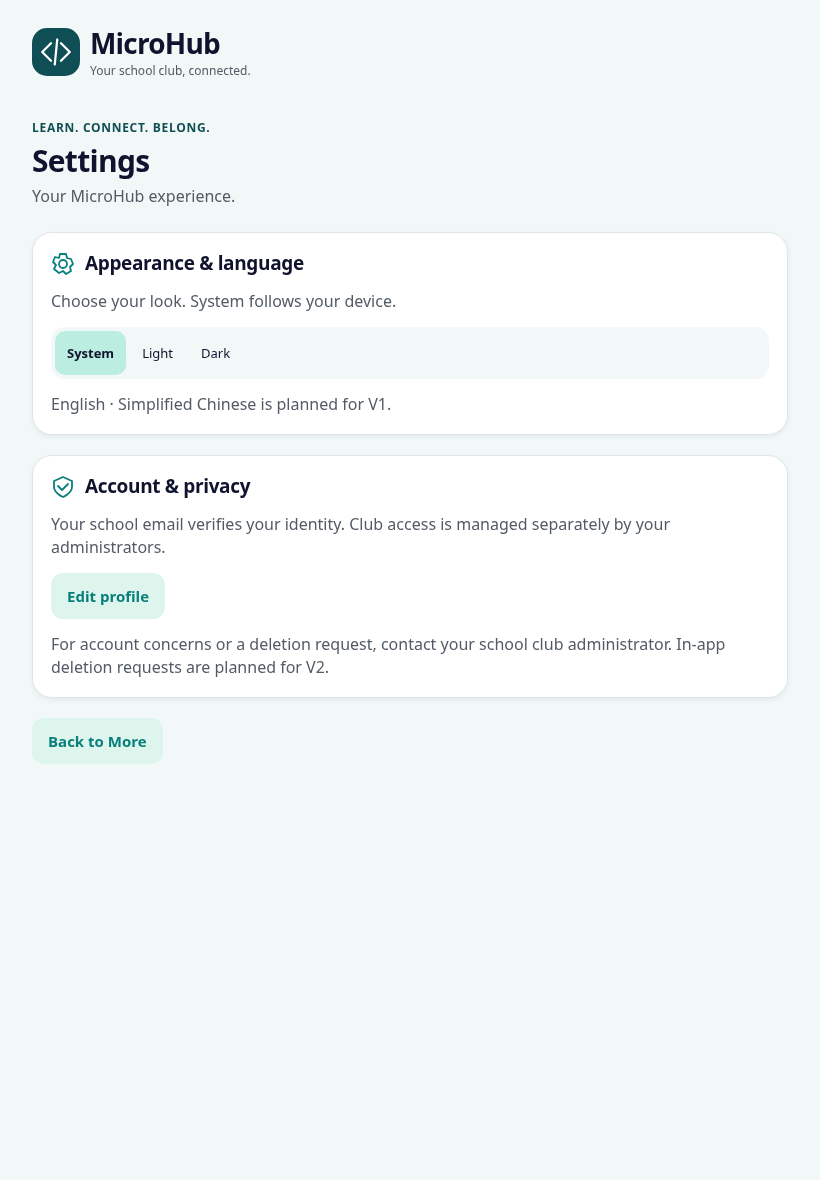 MicroHub
Your school club, connected.
LEARN. CONNECT. BELONG.
Settings
Your MicroHub experience.
Appearance & language
Choose your look. System follows your device.
System Light Dark
English · Simplified Chinese is planned for V1.
Account & privacy
Your school email verifies your identity. Club access is managed separately by your
administrators.
Edit profile
For account concerns or a deletion request, contact your school club administrator. In-app
deletion requests are planned for V2.
Back to More